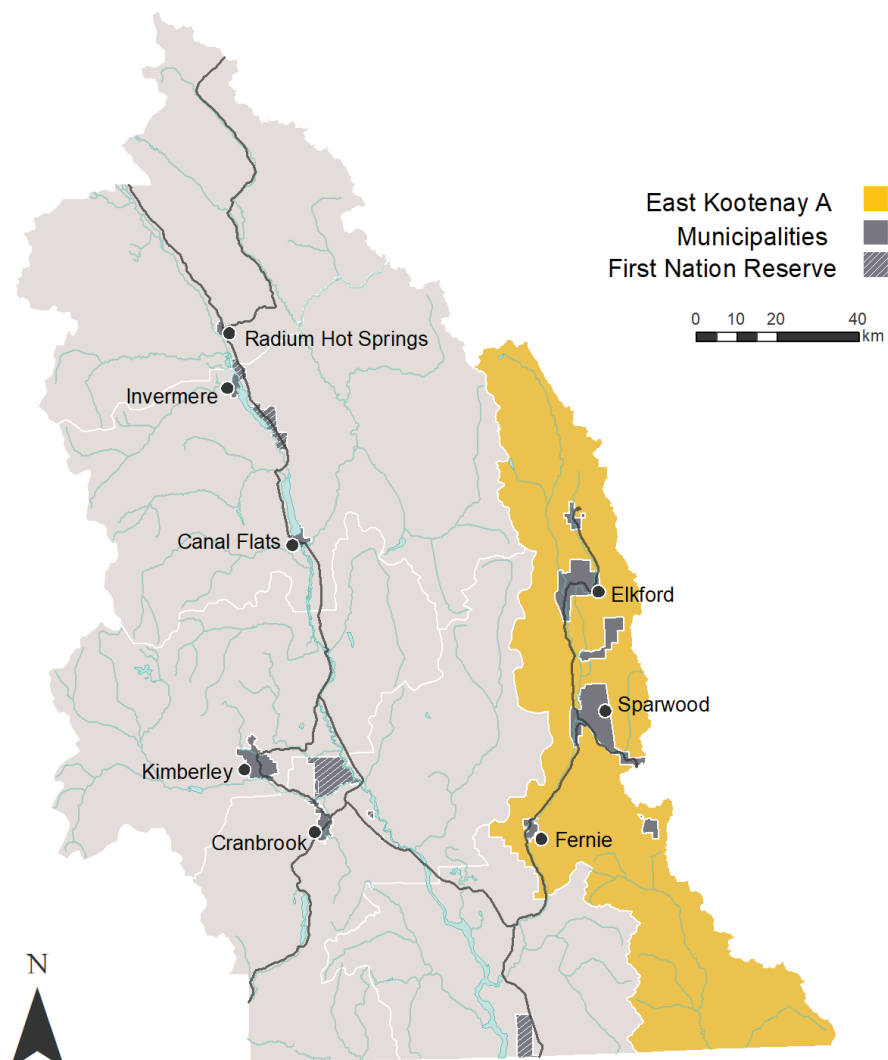 East Kootenay A
Municipalities
First Nation Reserve
0 10 20 40
km
Radium Hot Springs
Invermere
Canal Flats
Elkford
Sparwood
Kimberley
Cranbrook
Fernie
N